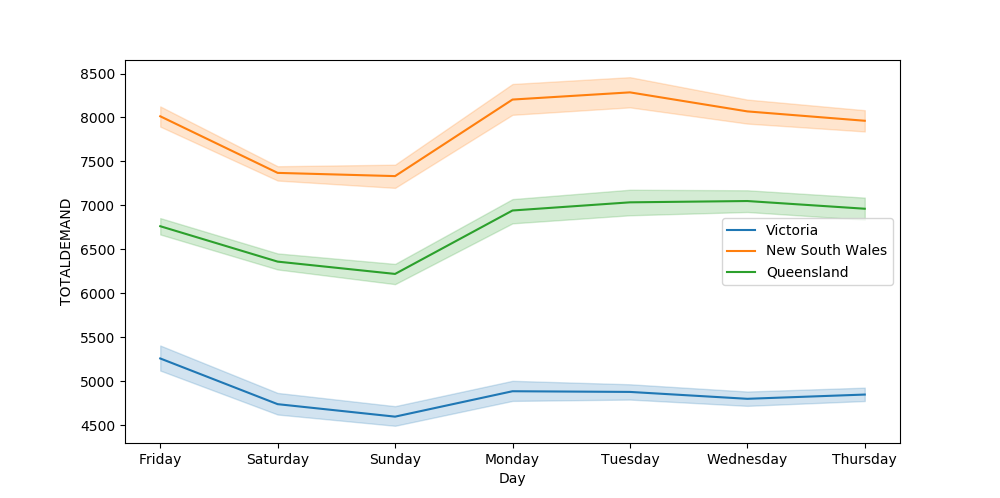 8500
8000
7500
7000
6500
6000
5500
5000
4500
TOTALDEMAND
Victoria
New South Wales
Queensland
Friday Saturday Sunday Monday Tuesday Wednesday Thursday
Day